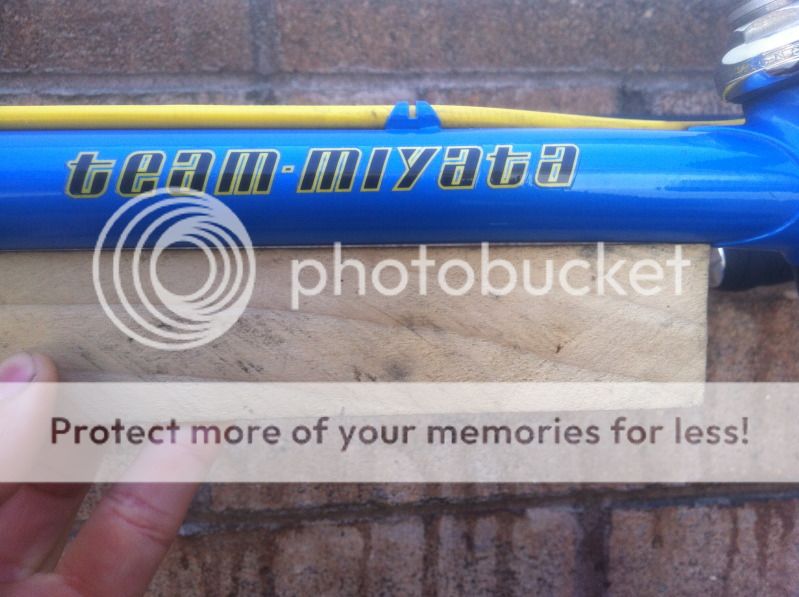 team-miyata
photobucket
Protect more of your memories for less!